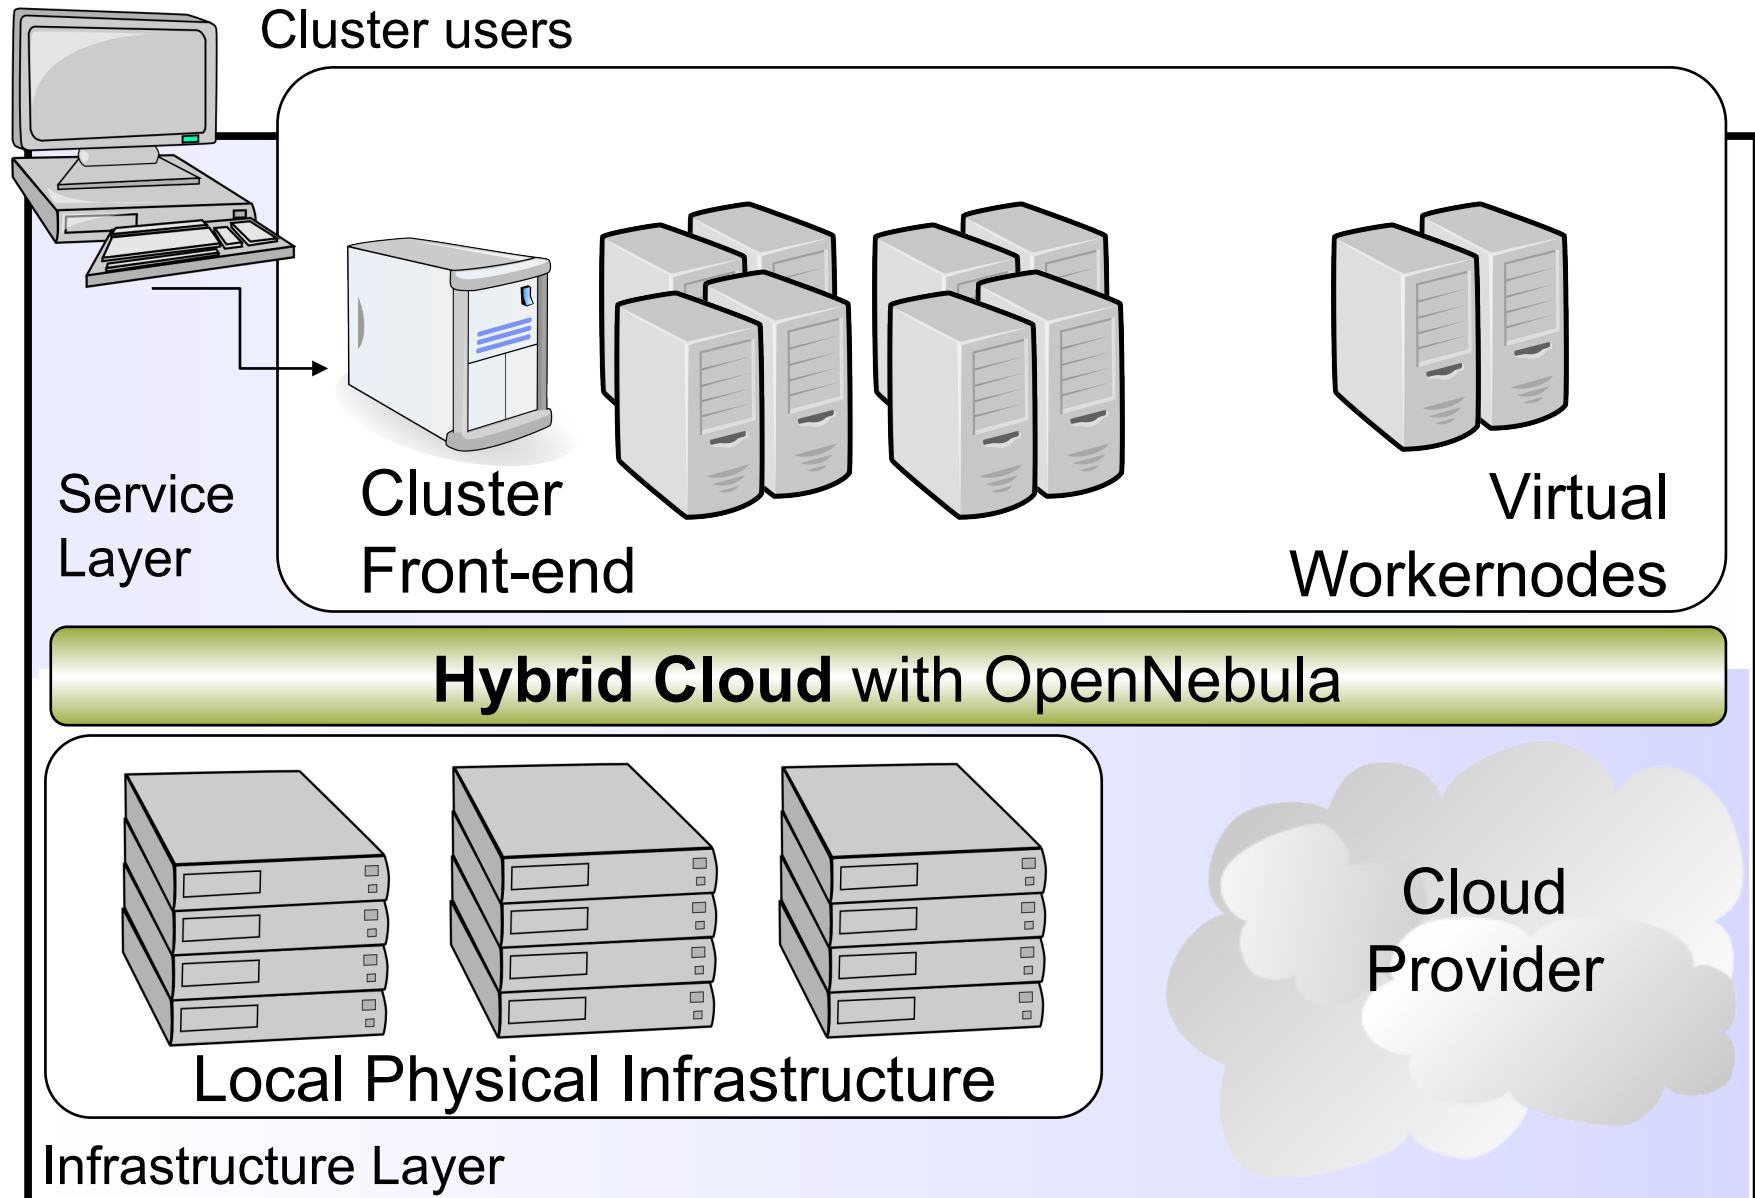 Cluster users
Service
Layer
Cluster
Front-end
Virtual
Workernodes
Hybrid Cloud with OpenNebula
Local Physical Infrastructure
Cloud
Provider
Infrastructure Layer